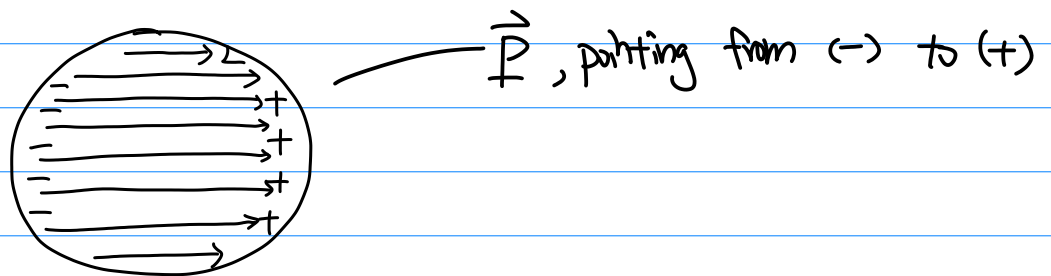 P⃗, pointing from (-) to (+)
- - - - - -
+ + + +